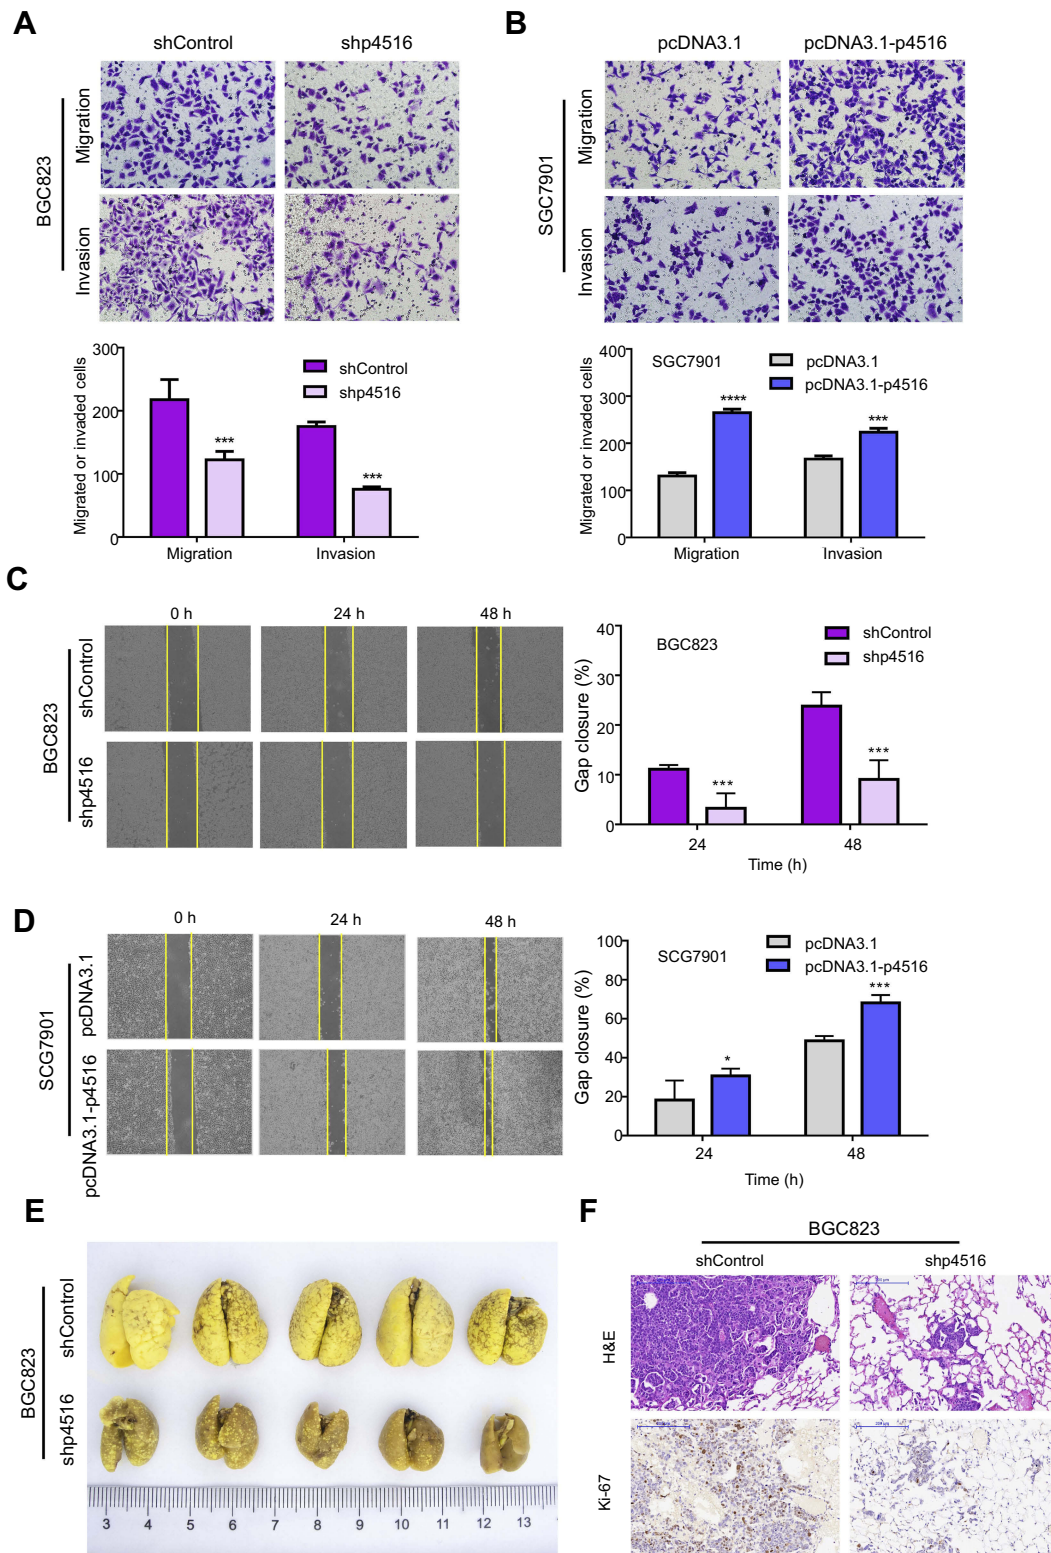 A
shControl
shp4516
BGC823
Migration
Invasion
Migrated or invaded cells
300
200
100
0
shControl
shp4516
***
***
Migration
Invasion
B
pcDNA3.1
pcDNA3.1-p4516
SGC7901
Migration
Invasion
Migrated or invaded cells
400
300
200
100
0
SGC7901
pcDNA3.1
pcDNA3.1-p4516
****
***
Migration
Invasion
C
0 h
24 h
48 h
BGC823
shControl
shp4516
Gap closure (%)
40
30
20
10
0
BGC823
shControl
shp4516
***
***
24
48
Time (h)
D
0 h
24 h
48 h
SCG7901
pcDNA3.1
pcDNA3.1-p4516
Gap closure (%)
100
80
60
40
20
0
SCG7901
pcDNA3.1
pcDNA3.1-p4516
*
***
24
48
Time (h)
E
BGC823
shControl
shp4516
3 4 5 6 7 8 9 10 11 12 13
F
BGC823
shControl
shp4516
H&E
Ki-67